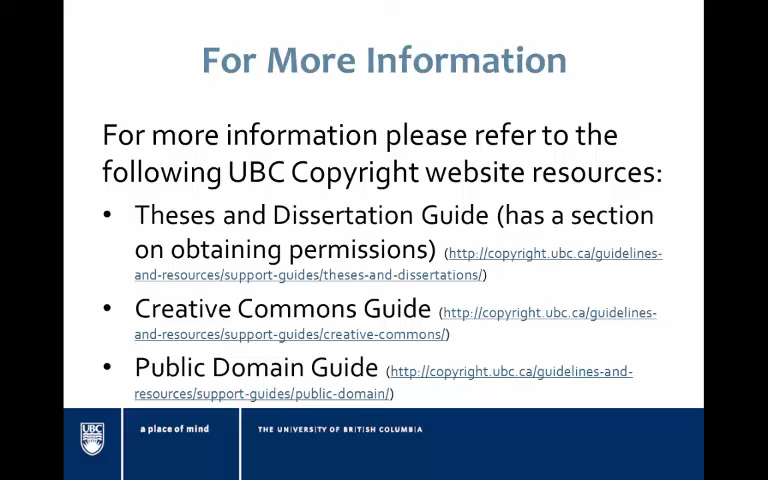 For More Information
For more information please refer to the
following UBC Copyright website resources:
• Theses and Dissertation Guide (has a section
on obtaining permissions) (http://copyright.ubc.ca/guidelines-
and-resources/support-guides/theses-and-dissertations/)
• Creative Commons Guide (http://copyright.ubc.ca/guidelines-
and-resources/support-guides/creative-commons/)
• Public Domain Guide (http://copyright.ubc.ca/guidelines-and-
resources/support-guides/public-domain/)
UBC a place of mind THE UNIVERSITY OF BRITISH COLUMBIA